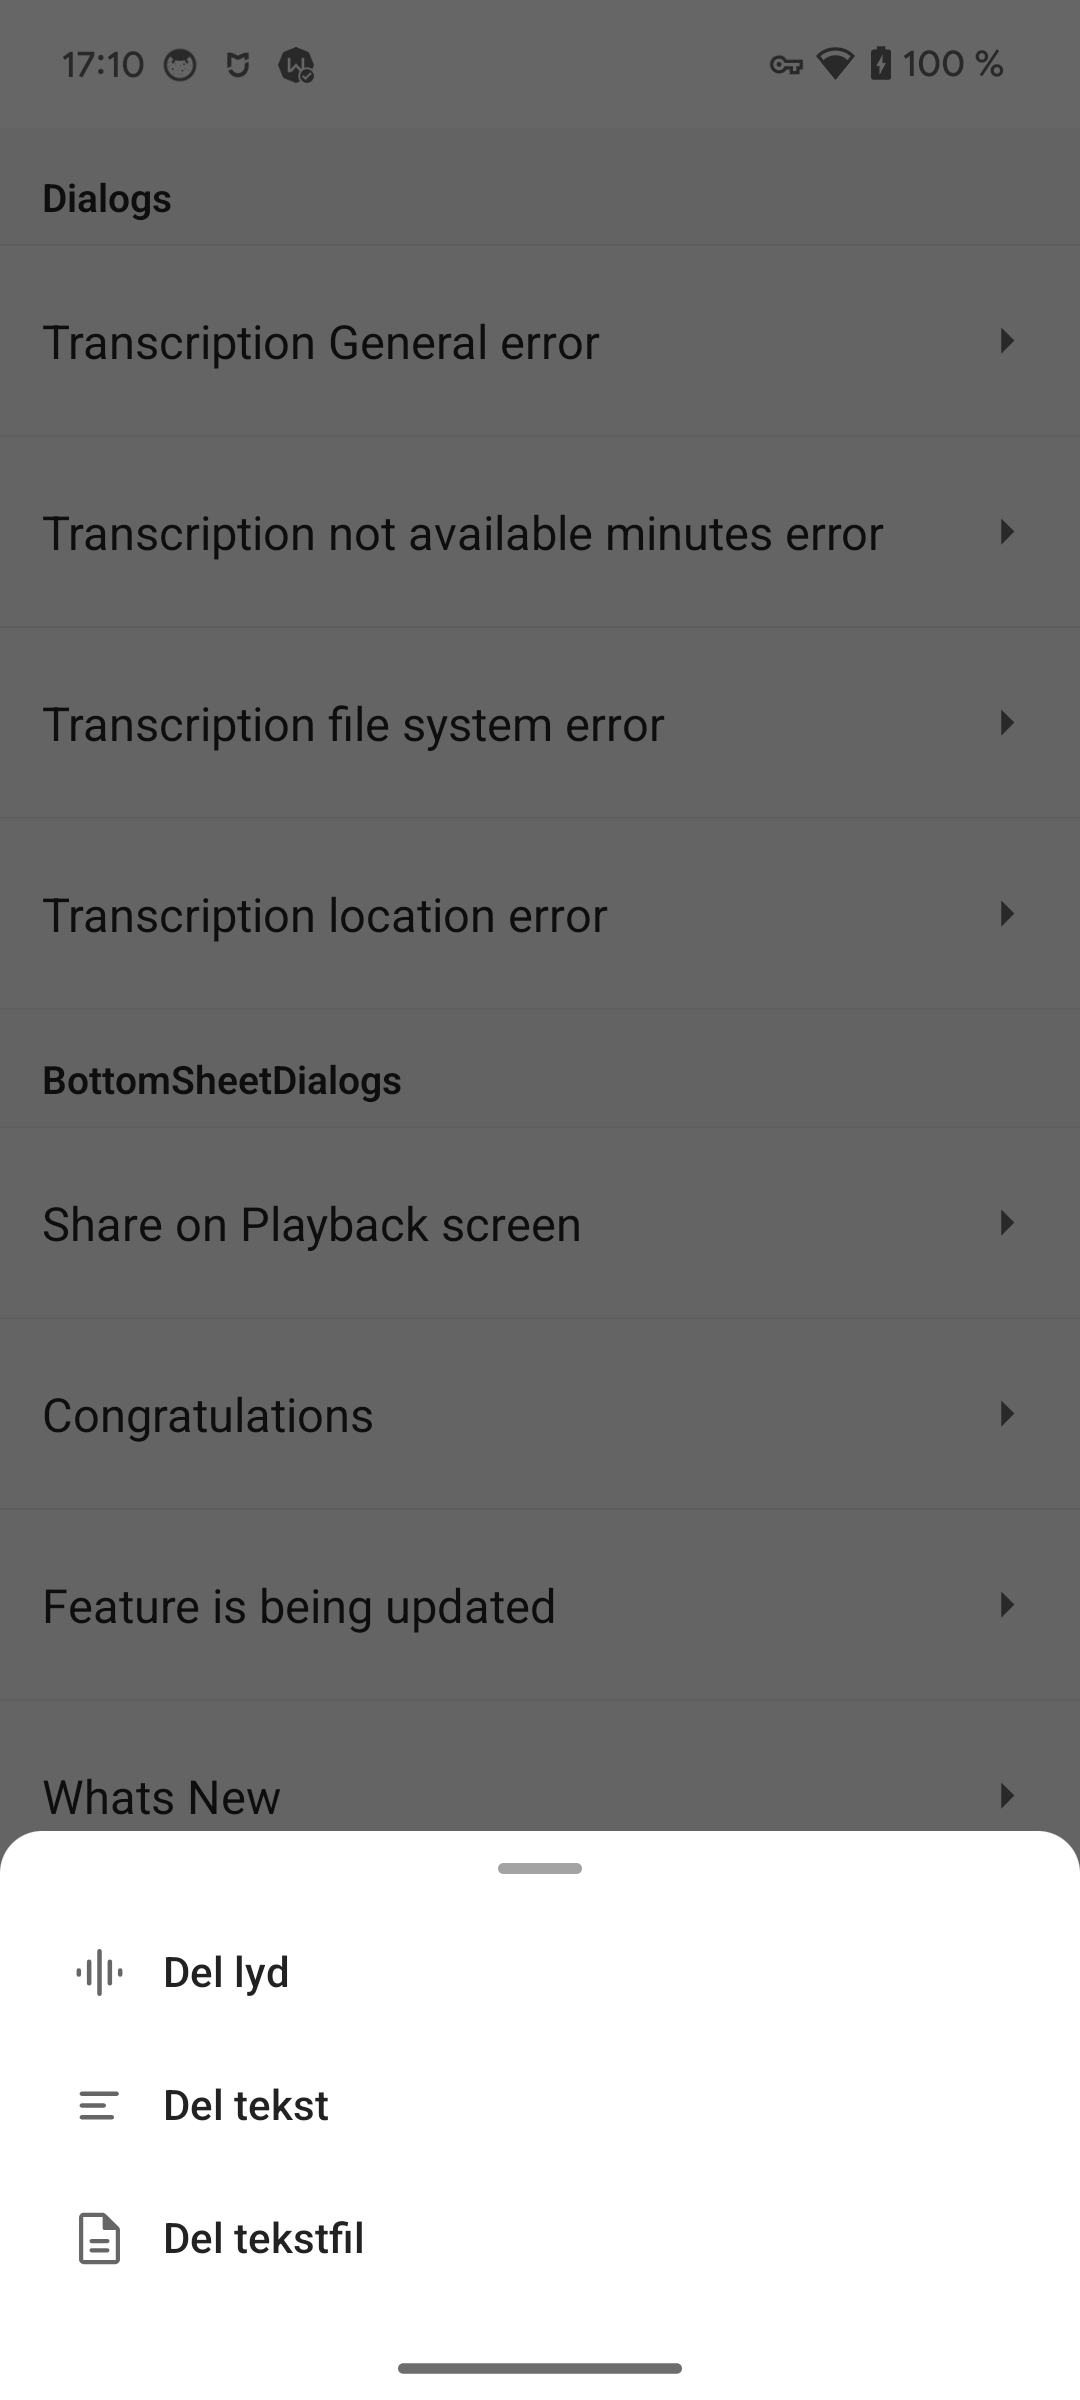 17:10
100 %
Dialogs
Transcription General error
Transcription not available minutes error
Transcription file system error
Transcription location error
BottomSheetDialogs
Share on Playback screen
Congratulations
Feature is being updated
Whats New
Del lyd
Del tekst
Del tekstfil